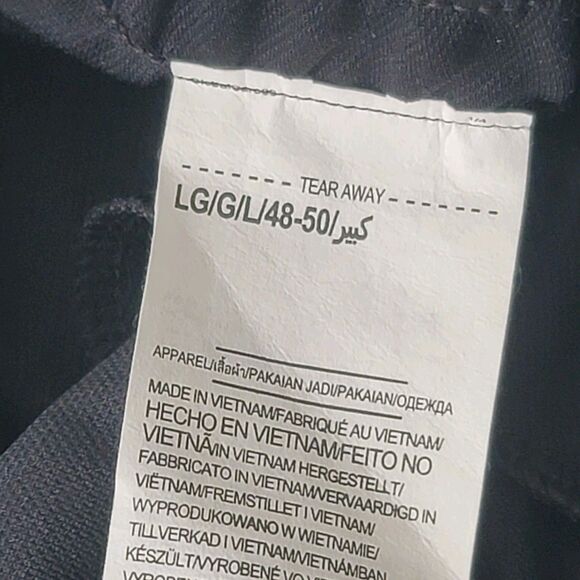 TEAR AWAY
LG/G/L/48-50/كبير
APPAREL/เสื้อผ้า/PAKAIAN JADI/PAKAIAN/ОДЕЖДА
MADE IN VIETNAM/FABRIQUÉ AU VIETNAM/
HECHO EN VIETNAM/FEITO NO
VIETNÃ/IN VIETNAM HERGESTELLT/
FABBRICATO IN VIETNAM/VERVAARDIGD IN
VIËTNAM/FREMSTILLET I VIETNAM/
WYPRODUKOWANO W WIETNAMIE/
TILLVERKAD I VIETNAM/VIETNÁMBAN
KÉSZÜLT/VYROBENÉ VO